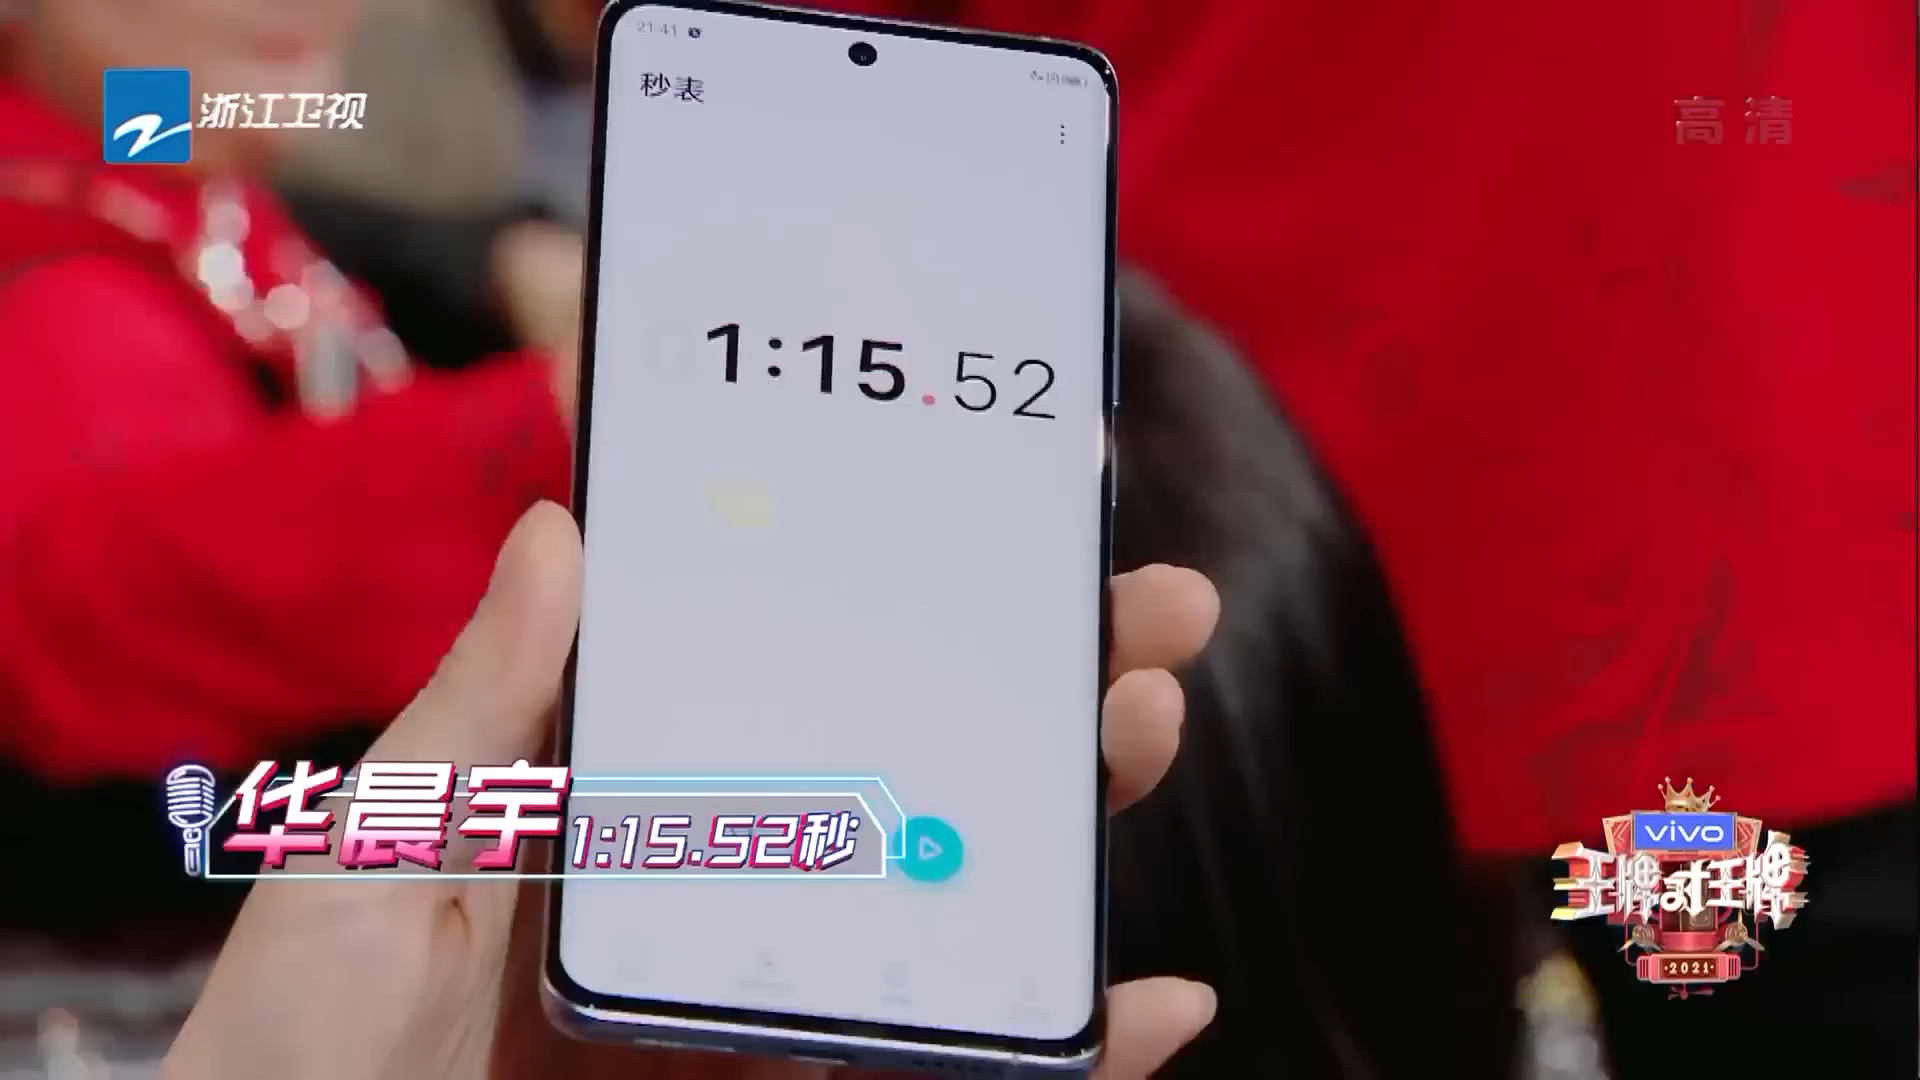 21:41
秒表
浙江卫视
高清
1:15.52
华晨宇
1:15.52秒
vivo
王牌对王牌
·2021·